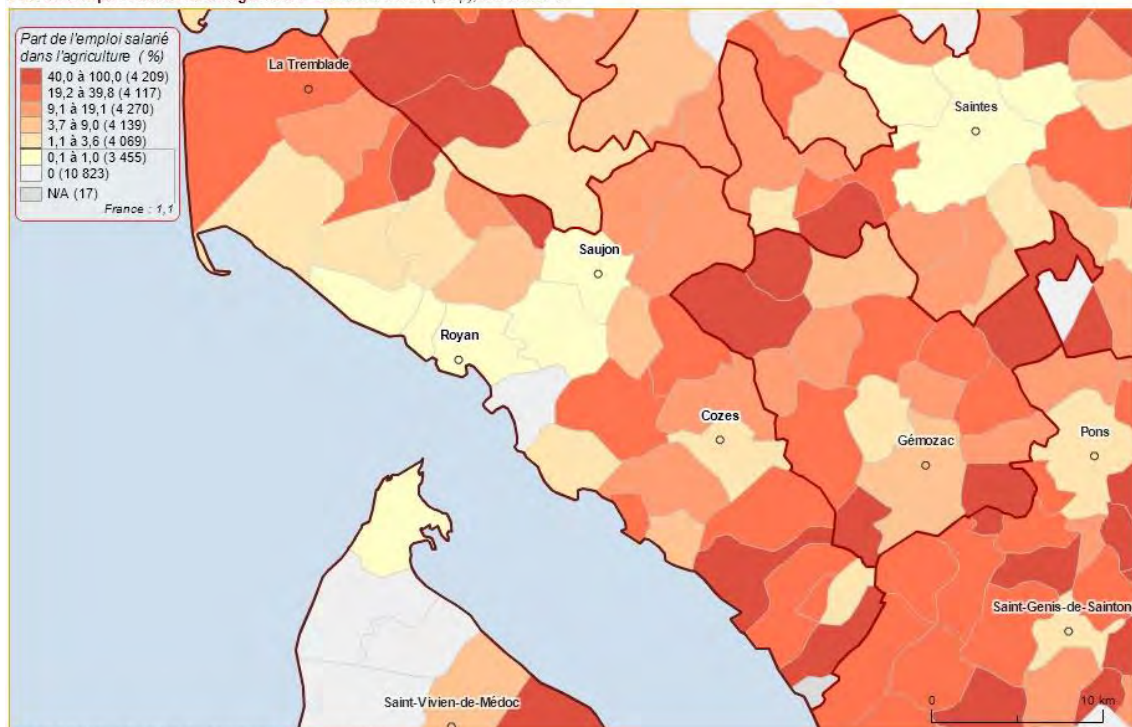 Part de l'emploi salarié
dans l'agriculture (%)
40,0 à 100,0 (4 209)
19,2 à 39,8 (4 117)
9,1 à 19,1 (4 270)
3,7 à 9,0 (4 139)
1,1 à 3,6 (4 069)
0,1 à 1,0 (3 455)
0 (10 823)
N/A (17)
France : 1,1
La Tremblade
Saintes
Saujon
Royan
Cozes
Gémozac
Pons
Saint-Genis-de-Sainton
Saint-Vivien-de-Médoc
0 10 km